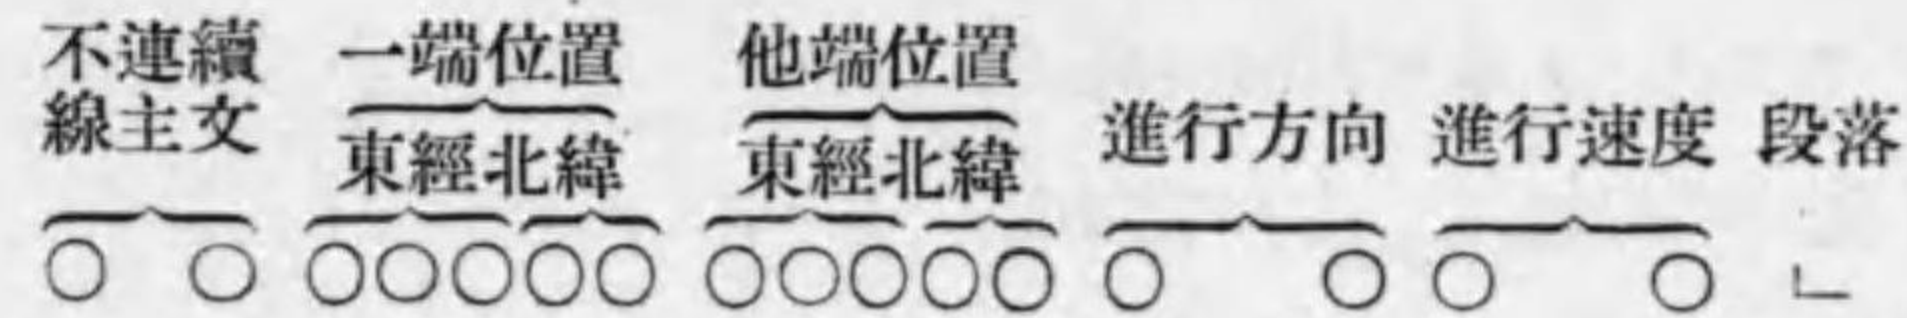 不連續 一端位置 他端位置
線主文 東經北緯 東經北緯 進行方向 進行速度 段落
○ ○ ○○○○○ ○○○○○ ○ ○ ○ ○ ﹂